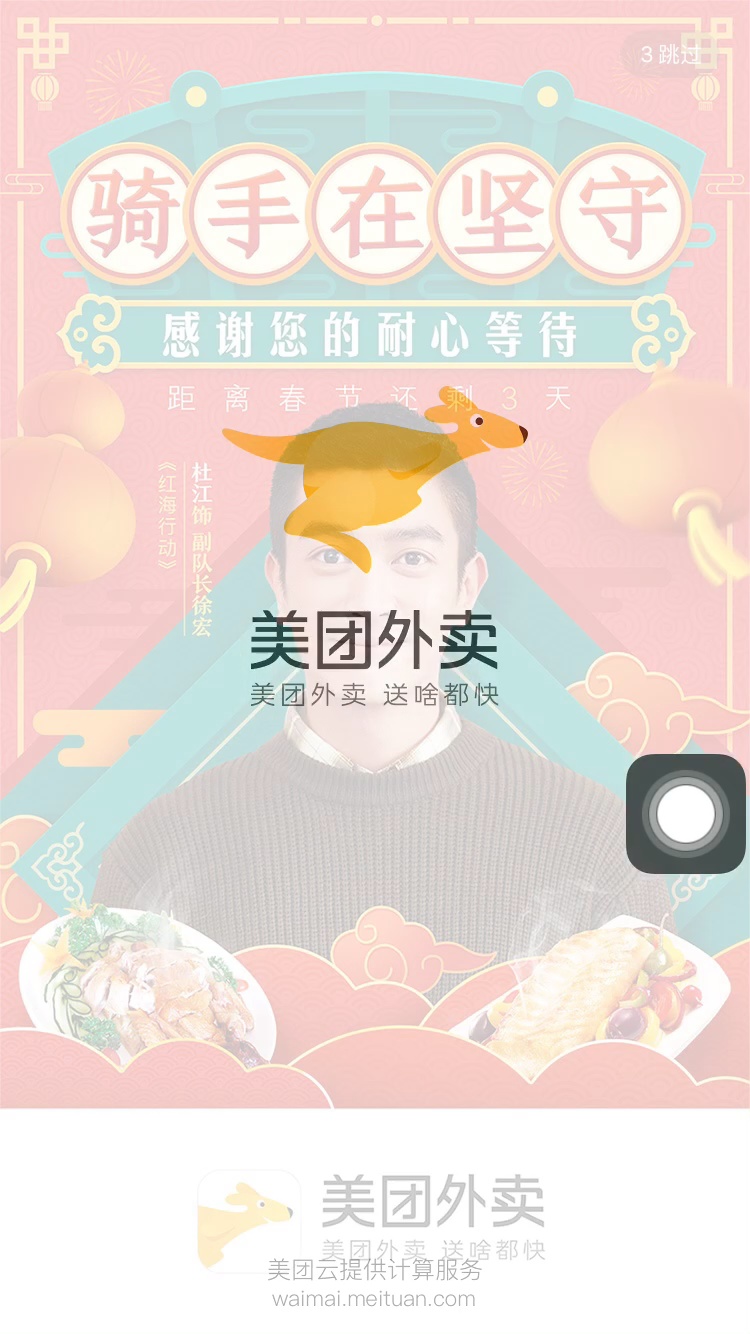 3 跳过
骑手在坚守
感谢您的耐心等待
距离春节还剩3天
杜江饰 副队长徐宏
《红海行动》
美团外卖
美团外卖 送啥都快
美团外卖
美团外卖 送啥都快
美团云提供计算服务
waimai.meituan.com